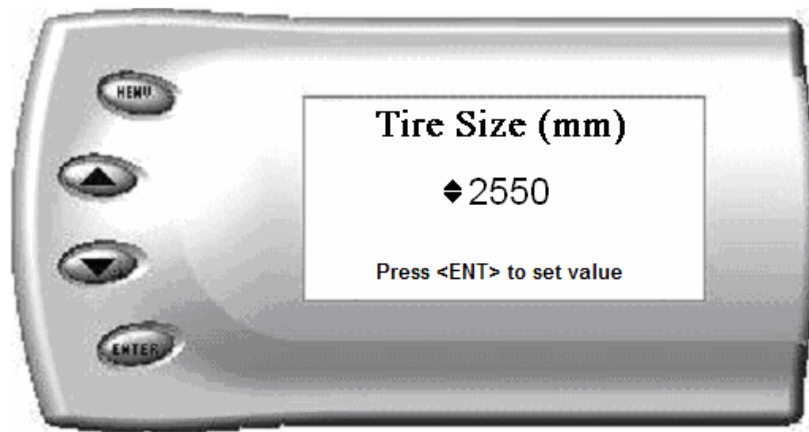 MENU
Tire Size (mm)
2550
Press <ENT> to set value
ENTER